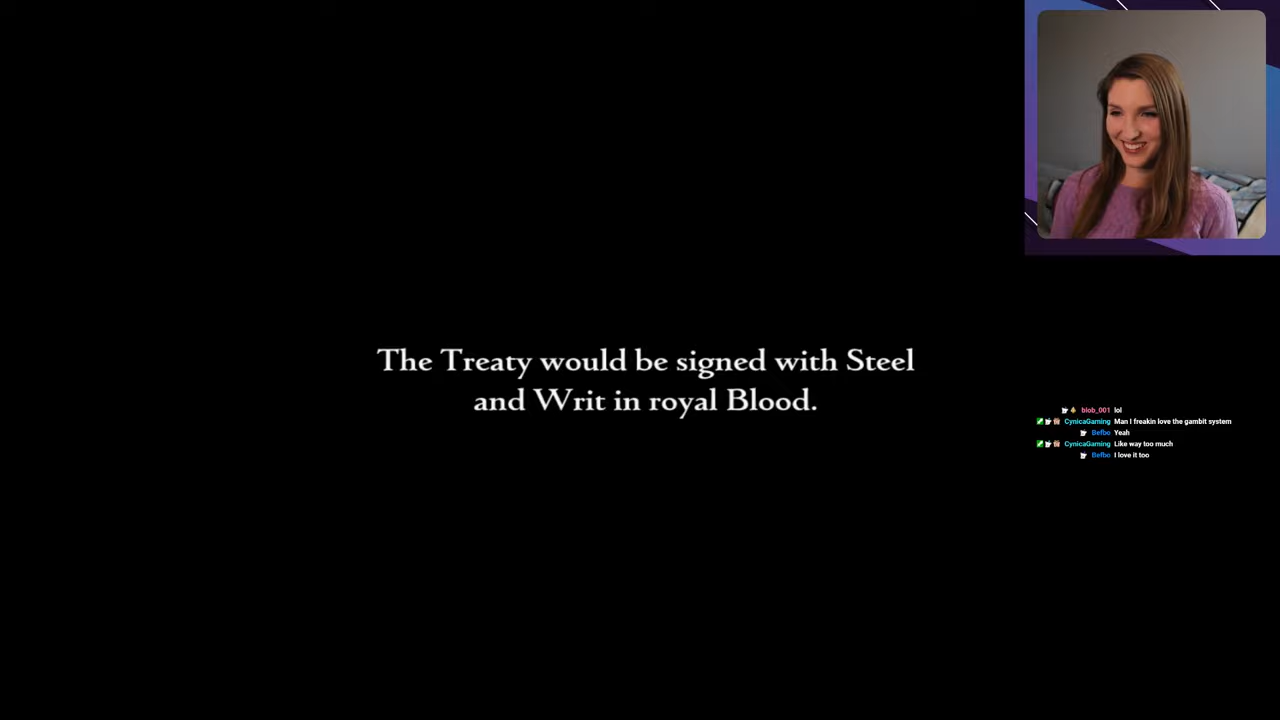 The Treaty would be signed with Steel
and Writ in royal Blood.
blob_001 lol
CynicaGaming Man I freakin love the gambit system
Befbo Yeah
CynicaGaming Like way too much
Befbo I love it too